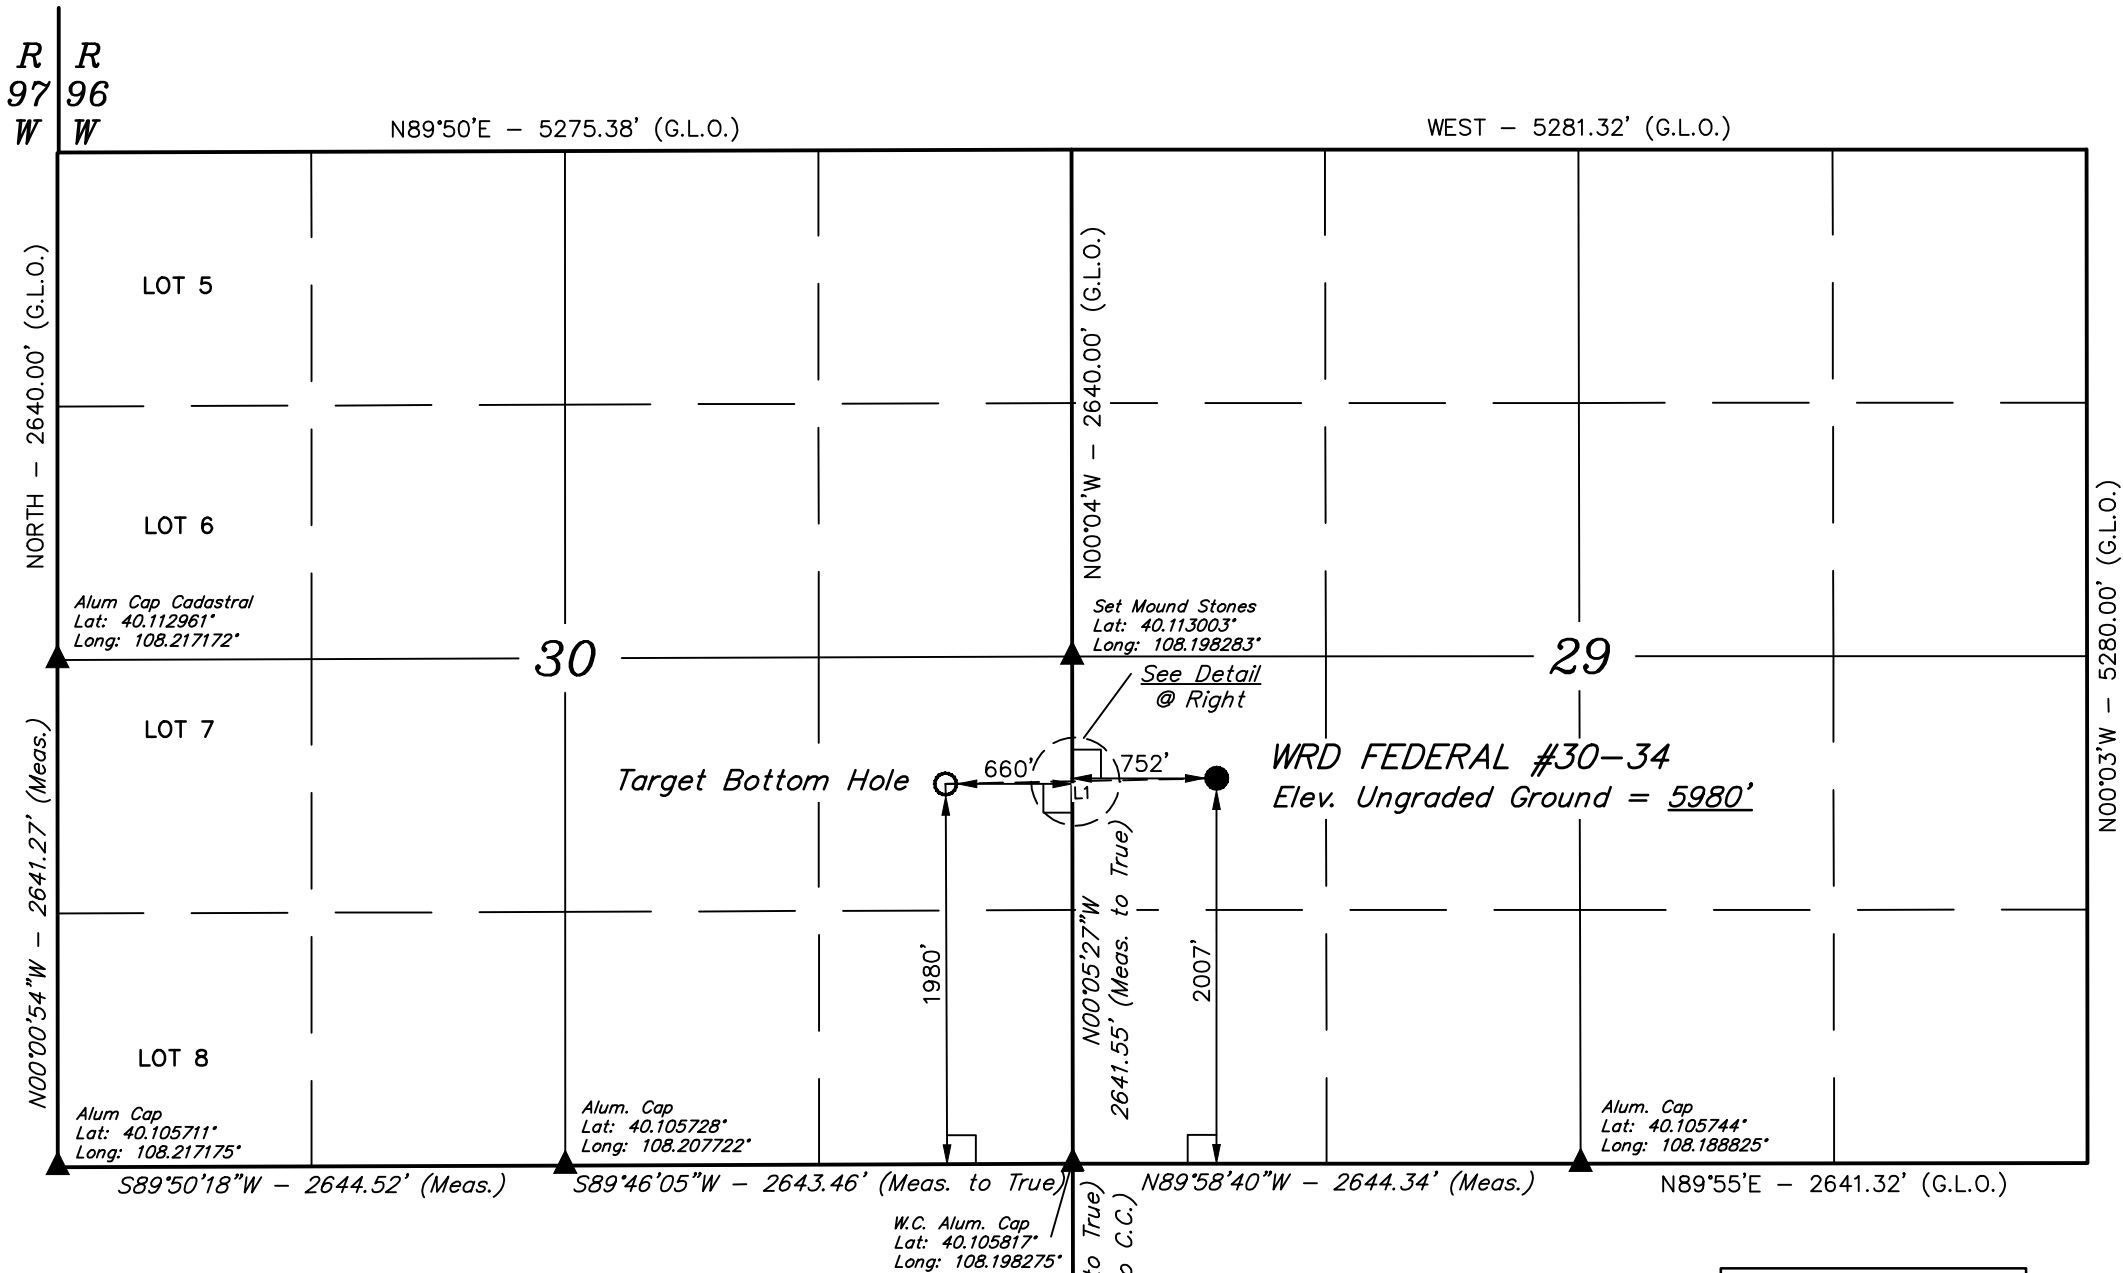 R R
97 96
W W
N89°50'E - 5275.38' (G.L.O.)
WEST - 5281.32' (G.L.O.)
NORTH - 2640.00' (G.L.O.)
LOT 5
N00°04'W - 2640.00' (G.L.O.)
LOT 6
N00°03'W - 5280.00' (G.L.O.)
Alum Cap Cadastral
Lat: 40.112961°
Long: 108.217172°
Set Mound Stones
Lat: 40.113003°
Long: 108.198283°
30
29
See Detail
@ Right
LOT 7
N00°00'54"W - 2641.27' (Meas.)
Target Bottom Hole
660'
752'
L1
WRD FEDERAL #30-34
Elev. Ungraded Ground = 5980'
1980'
N00°05'27"W
2641.55' (Meas. to True)
2007'
LOT 8
Alum Cap
Lat: 40.105711°
Long: 108.217175°
Alum. Cap
Lat: 40.105728°
Long: 108.207722°
Alum. Cap
Lat: 40.105744°
Long: 108.188825°
S89°50'18"W - 2644.52' (Meas.)
S89°46'05"W - 2643.46' (Meas. to True)
N89°58'40"W - 2644.34' (Meas.)
N89°55'E - 2641.32' (G.L.O.)
W.C. Alum. Cap
Lat: 40.105817°
Long: 108.198275°
to True)
C.C.)